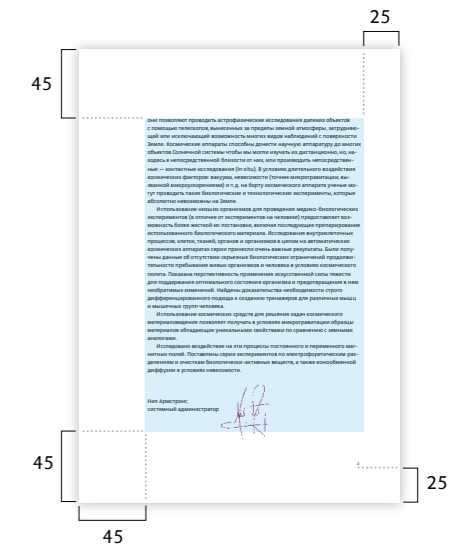 25
45
они позволяют проводить астрофизические исследования далеких объектов
с помощью телескопов, вынесенных за пределы земной атмосферы, затрудняю-
щей или исключающей возможность многих видов наблюдений с поверхности
Земли. Космические аппараты способны донести научную аппаратуру до многих
объектов Солнечной системы чтобы мы могли изучать их дистанционно, но, на-
ходясь в непосредственной близости от них, или производить непосредствен-
ные — контактные исследования (in situ). В условиях длительного воздействия
космических факторов: вакуума, невесомости (точнее микрогравитации, вы-
званной микроускорениями) и т.д. на борту космического аппарата ученые мо-
гут проводить такие биологические и технологические эксперименты, которые
абсолютно невозможны на Земле.
Использование низших организмов для проведения медико-биологических
экспериментов (в отличие от экспериментов на человеке) предоставляет воз-
можность более жесткой их постановки, включая последующее препарирование
использованного биологического материала. Исследования внутриклеточных
процессов, клеток, тканей, органов и организмов в целом на автоматических
космических аппаратах серии принесли очень важные результаты. Были полу-
чены данные об отсутствии серьезных биологических ограничений продолжи-
тельности пребывания живых организмов и человека в условиях космического
полета. Показана перспективность применения искусственной силы тяжести
для поддержания оптимального состояния организма и предотвращения в нем
необратимых изменений. Найдены доказательства необходимости строго
дифференцированного подхода к созданию тренажеров для различных мышц
и мышечных групп человека.
Использование космических средств для решения задач космического
материаловедения позволяет получать в условиях микрогравитации образцы
материалов обладающие уникальными свойствами по сравнению с земными
аналогами.
Исследовано воздействие на эти процессы постоянного и переменного маг-
нитных полей. Поставлены серии экспериментов по электрофоретическим раз-
делениям и очисткам биологически-активных веществ, а также ионообменной
диффузии в условиях невесомости.
Нил Армстронг,
системный администратор
45
2
25
45